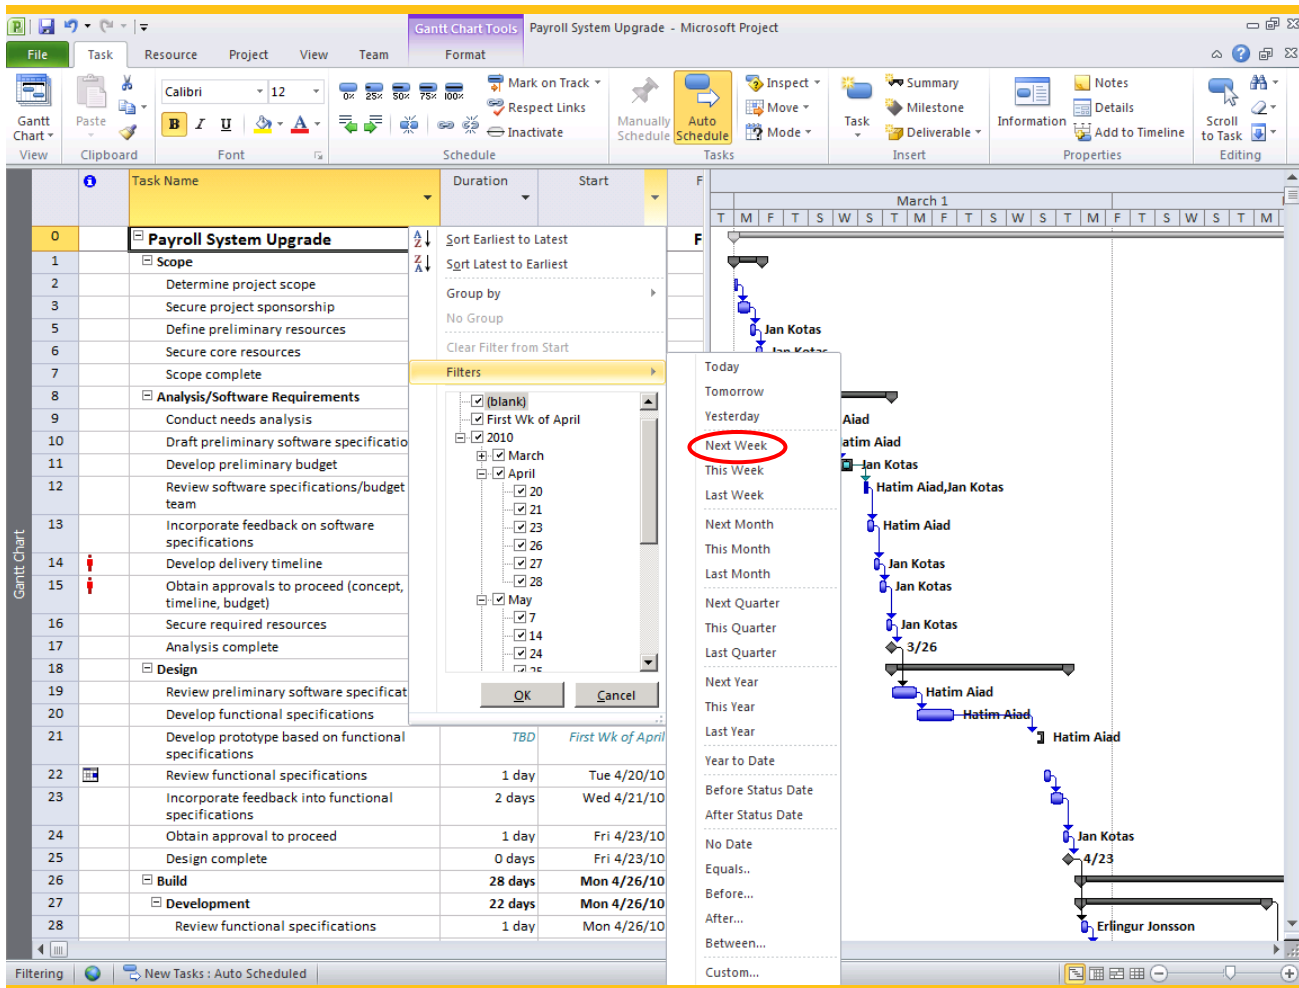 Gantt Chart Tools Payroll System Upgrade - Microsoft Project
File Task Resource Project View Team Format
Calibri 12
0% 25% 50% 75% 100%
Mark on Track
Respect Links
Inactivate
B I U A
Gantt Chart
Paste
Manually Schedule
Auto Schedule
Inspect
Move
Mode
Task
Summary
Milestone
Deliverable
Information
Notes
Details
Add to Timeline
Scroll to Task
View Clipboard Font Schedule Tasks Insert Properties Editing
Task Name Duration Start F
March 1
T M F T S W S T M F T S W S T M F T S W S T M
Gantt Chart
0 Payroll System Upgrade F
1 Scope
2 Determine project scope
3 Secure project sponsorship
5 Define preliminary resources
6 Secure core resources
7 Scope complete
8 Analysis/Software Requirements
9 Conduct needs analysis
10 Draft preliminary software specificatio
11 Develop preliminary budget
12 Review software specifications/budget
team
13 Incorporate feedback on software
specifications
14 Develop delivery timeline
15 Obtain approvals to proceed (concept,
timeline, budget)
16 Secure required resources
17 Analysis complete
18 Design
19 Review preliminary software specificat
20 Develop functional specifications
21 Develop prototype based on functional TBD First Wk of April
specifications
22 Review functional specifications 1 day Tue 4/20/10
23 Incorporate feedback into functional 2 days Wed 4/21/10
specifications
24 Obtain approval to proceed 1 day Fri 4/23/10
25 Design complete 0 days Fri 4/23/10
26 Build 28 days Mon 4/26/10
27 Development 22 days Mon 4/26/10
28 Review functional specifications 1 day Mon 4/26/10
A Z Sort Earliest to Latest
Z A Sort Latest to Earliest
Group by
No Group
Clear Filter from Start
Filters
(blank)
First Wk of April
2010
March
April
20
21
23
26
27
28
May
7
14
24
25
OK Cancel
Today
Tomorrow
Yesterday
Next Week
This Week
Last Week
Next Month
This Month
Last Month
Next Quarter
This Quarter
Last Quarter
Next Year
This Year
Last Year
Year to Date
Before Status Date
After Status Date
No Date
Equals..
Before...
After...
Between...
Custom...
Jan Kotas
Jan Kotas
Aiad
atim Aiad
Jan Kotas
Hatim Aiad,Jan Kotas
Hatim Aiad
Jan Kotas
Jan Kotas
Jan Kotas
3/26
Hatim Aiad
Hatim Aiad
Hatim Aiad
Jan Kotas
4/23
Erlingur Jonsson
Filtering New Tasks : Auto Scheduled